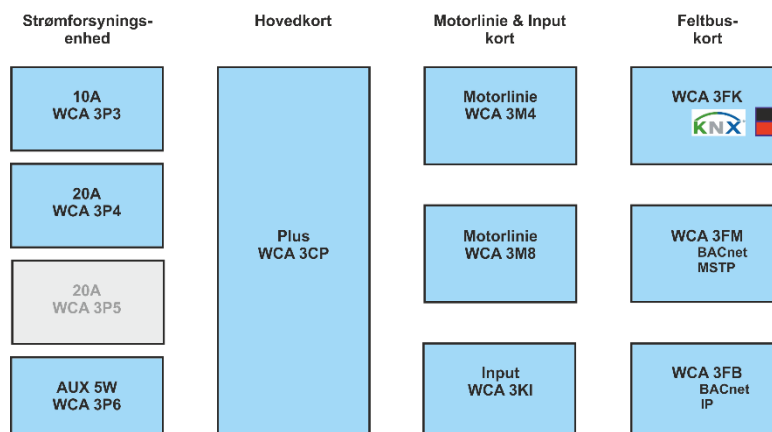 Strømforsynings-
enhed
Hovedkort
Motorlinie & Input
kort
Feltbus-
kort
10A
WCA 3P3
20A
WCA 3P4
20A
WCA 3P5
AUX 5W
WCA 3P6
Plus
WCA 3CP
Motorlinie
WCA 3M4
Motorlinie
WCA 3M8
Input
WCA 3KI
WCA 3FK
KNX
WCA 3FM
BACnet
MSTP
WCA 3FB
BACnet
IP